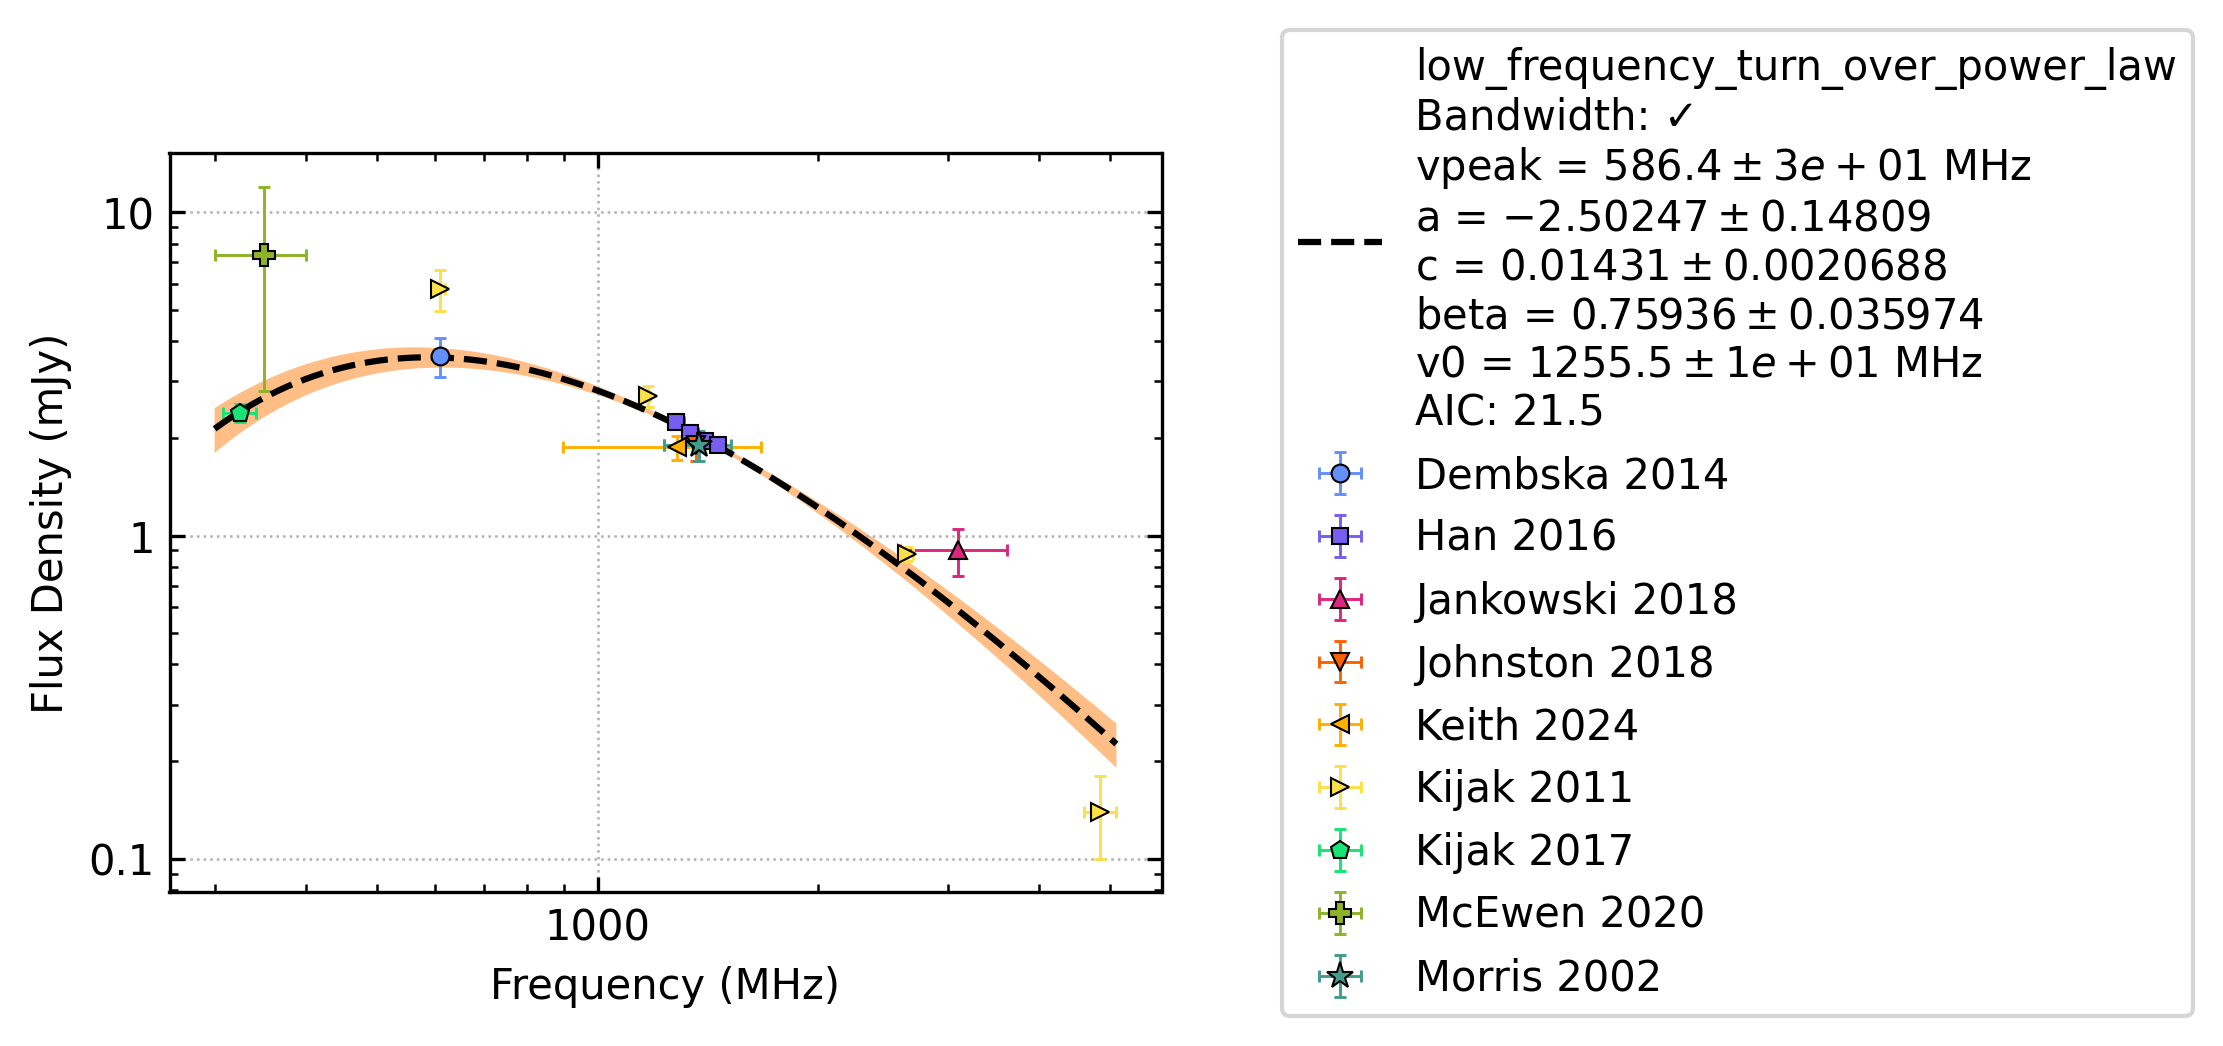 10
1
0.1
1000
Frequency (MHz)
Flux Density (mJy)
low_frequency_turn_over_power_law
Bandwidth: ✓
vpeak = 586.4 ± 3e + 01 MHz
a = −2.50247 ± 0.14809
c = 0.01431 ± 0.0020688
beta = 0.75936 ± 0.035974
v0 = 1255.5 ± 1e + 01 MHz
AIC: 21.5
Dembska 2014
Han 2016
Jankowski 2018
Johnston 2018
Keith 2024
Kijak 2011
Kijak 2017
McEwen 2020
Morris 2002